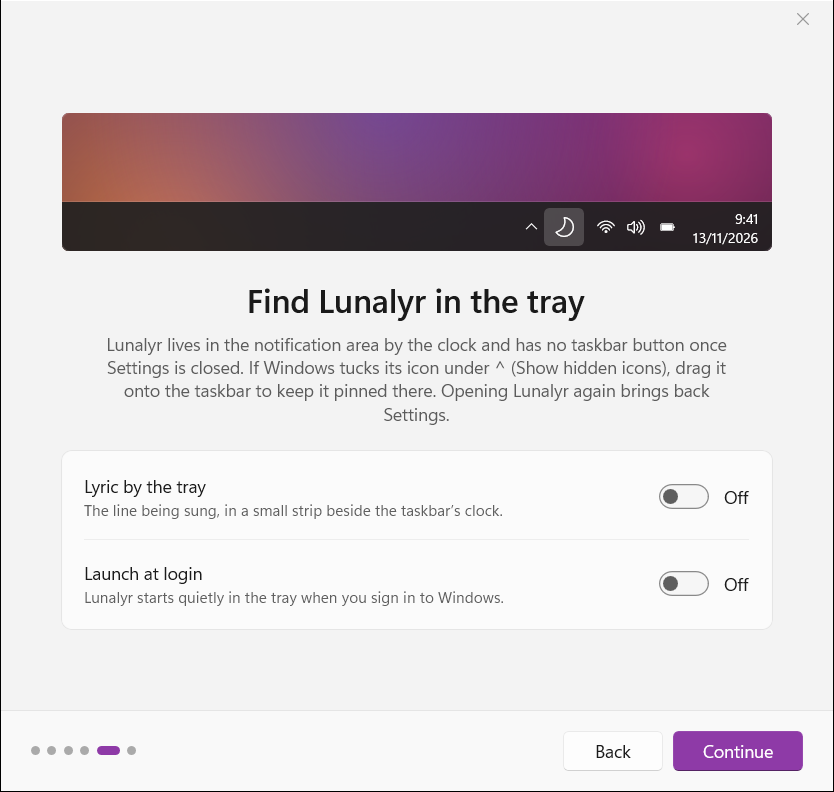 9:41
13/11/2026
Find Lunalyr in the tray
Lunalyr lives in the notification area by the clock and has no taskbar button once
Settings is closed. If Windows tucks its icon under ^ (Show hidden icons), drag it
onto the taskbar to keep it pinned there. Opening Lunalyr again brings back
Settings.
Lyric by the tray
The line being sung, in a small strip beside the taskbar’s clock.
Off
Launch at login
Lunalyr starts quietly in the tray when you sign in to Windows.
Off
Back
Continue